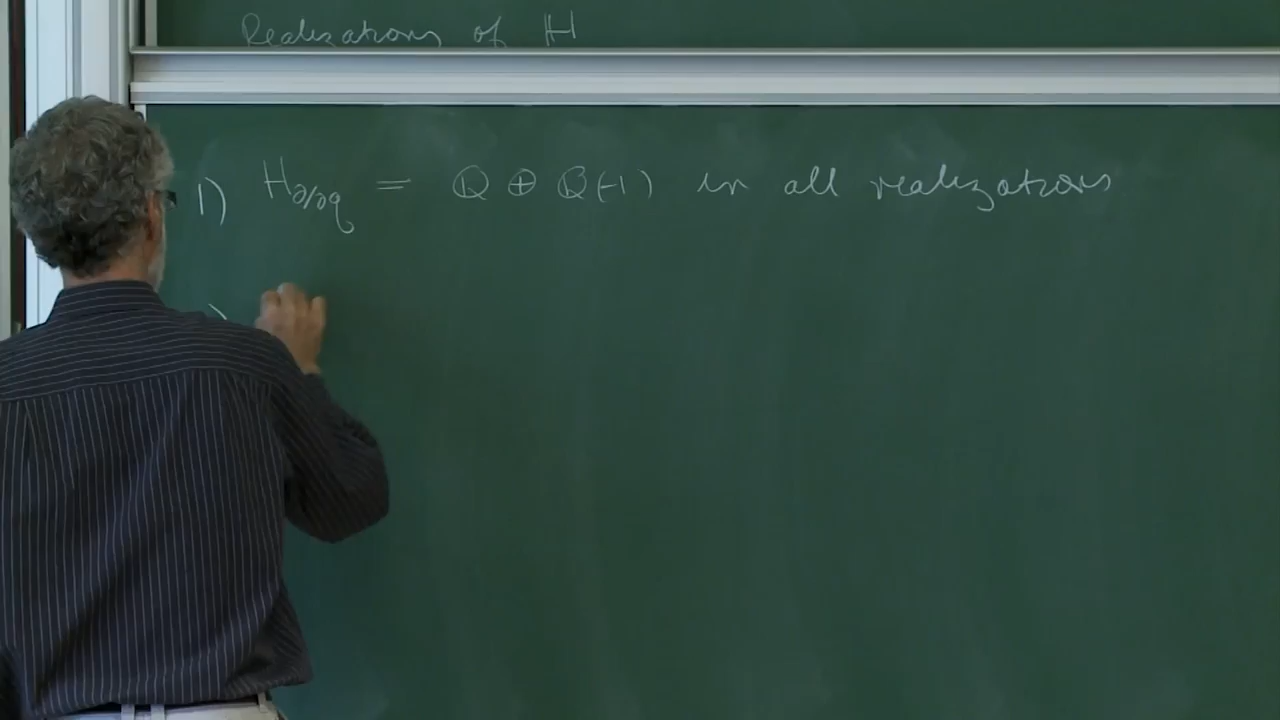 Realizations of ℍ
1) H_{∂/∂q} = ℚ ⊕ ℚ(-1) in all realizations
)